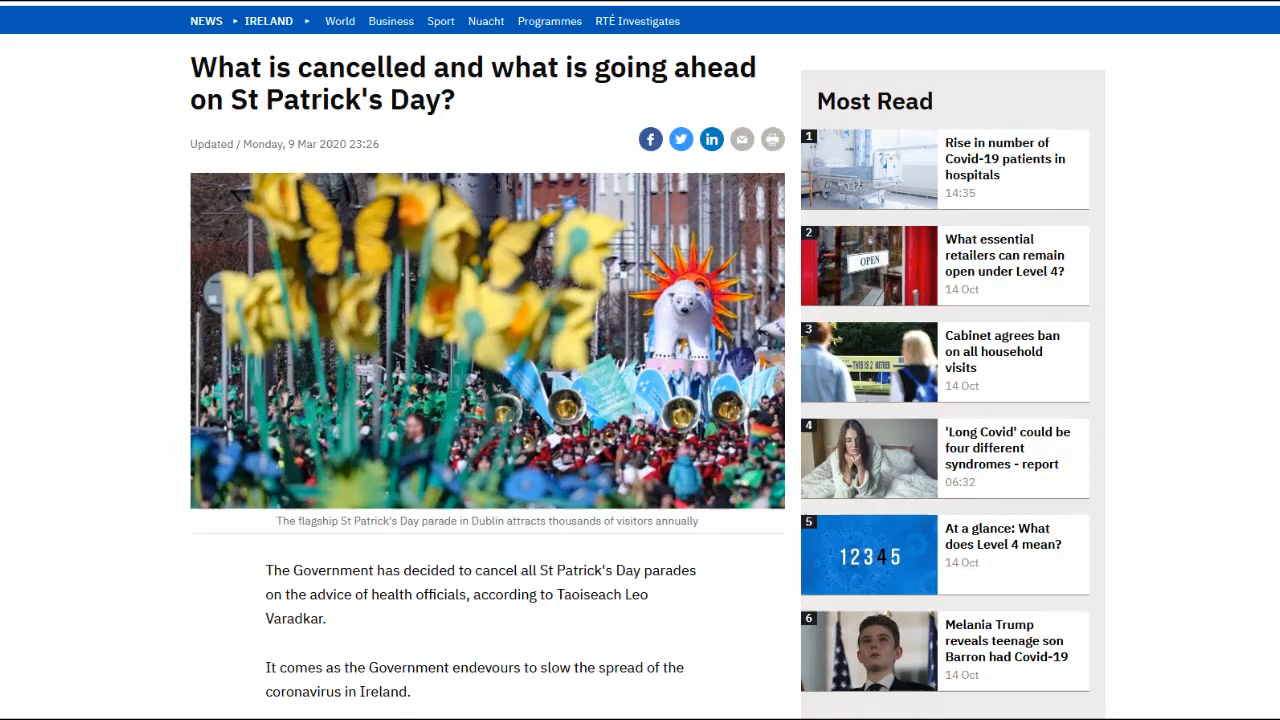 NEWS ▸ IRELAND ▸ World Business Sport Nuacht Programmes RTÉ Investigates
What is cancelled and what is going ahead
on St Patrick's Day?
Updated / Monday, 9 Mar 2020 23:26
The flagship St Patrick's Day parade in Dublin attracts thousands of visitors annually
The Government has decided to cancel all St Patrick's Day parades
on the advice of health officials, according to Taoiseach Leo
Varadkar.
It comes as the Government endevours to slow the spread of the
coronavirus in Ireland.
Most Read
1
Rise in number of
Covid-19 patients in
hospitals
14:35
2
OPEN
What essential
retailers can remain
open under Level 4?
14 Oct
3
THIS IS 2 METRES
Cabinet agrees ban
on all household
visits
14 Oct
4
'Long Covid' could be
four different
syndromes - report
06:32
5
12345
At a glance: What
does Level 4 mean?
14 Oct
6
Melania Trump
reveals teenage son
Barron had Covid-19
14 Oct